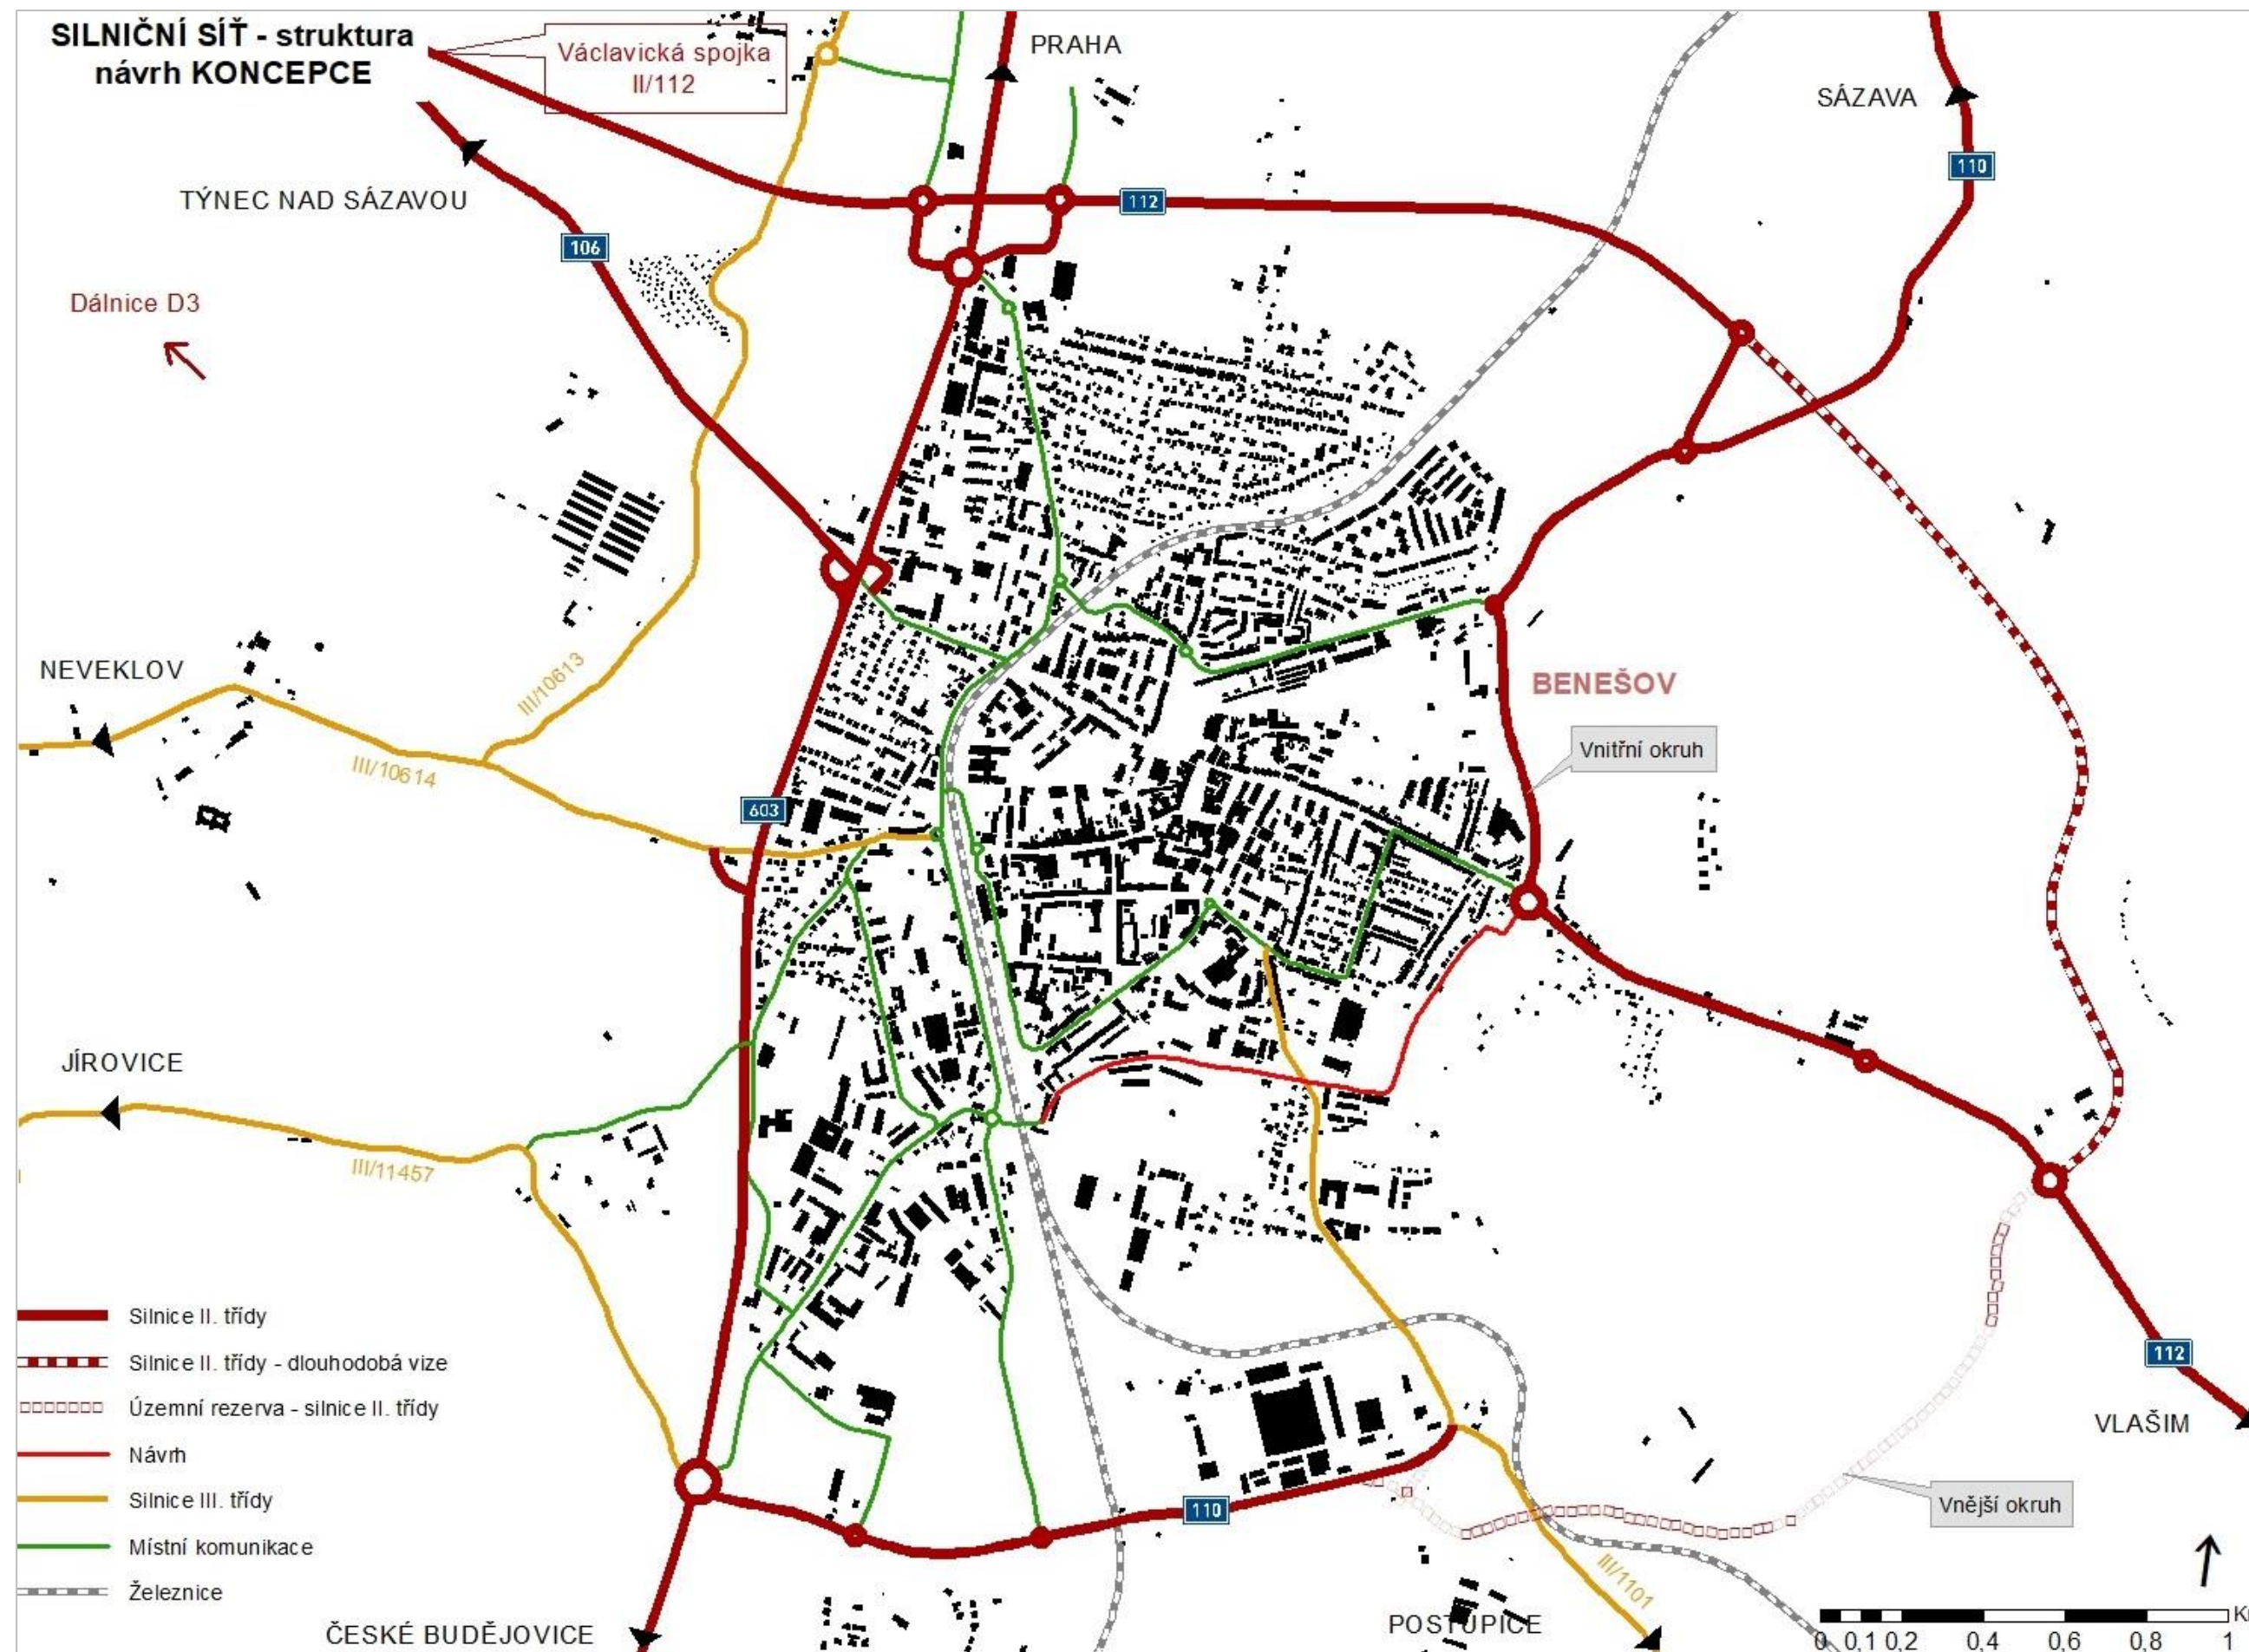 SILNIČNÍ SÍŤ - struktura
návrh KONCEPCE
Václavická spojka
II/112
PRAHA
SÁZAVA
110
TÝNEC NAD SÁZAVOU
112
106
Dálnice D3
NEVEKLOV
III/10613
BENEŠOV
Vnitřní okruh
III/10614
603
JÍROVICE
III/11457
Silnice II. třídy
Silnice II. třídy - dlouhodobá vize
112
Územní rezerva - silnice II. třídy
VLAŠIM
Návrh
Silnice III. třídy
110
Vnější okruh
Místní komunikace
Železnice
III/1101
POSTUPICE
ČESKÉ BUDĚJOVICE
0 0,1 0,2 0,4 0,6 0,8 1